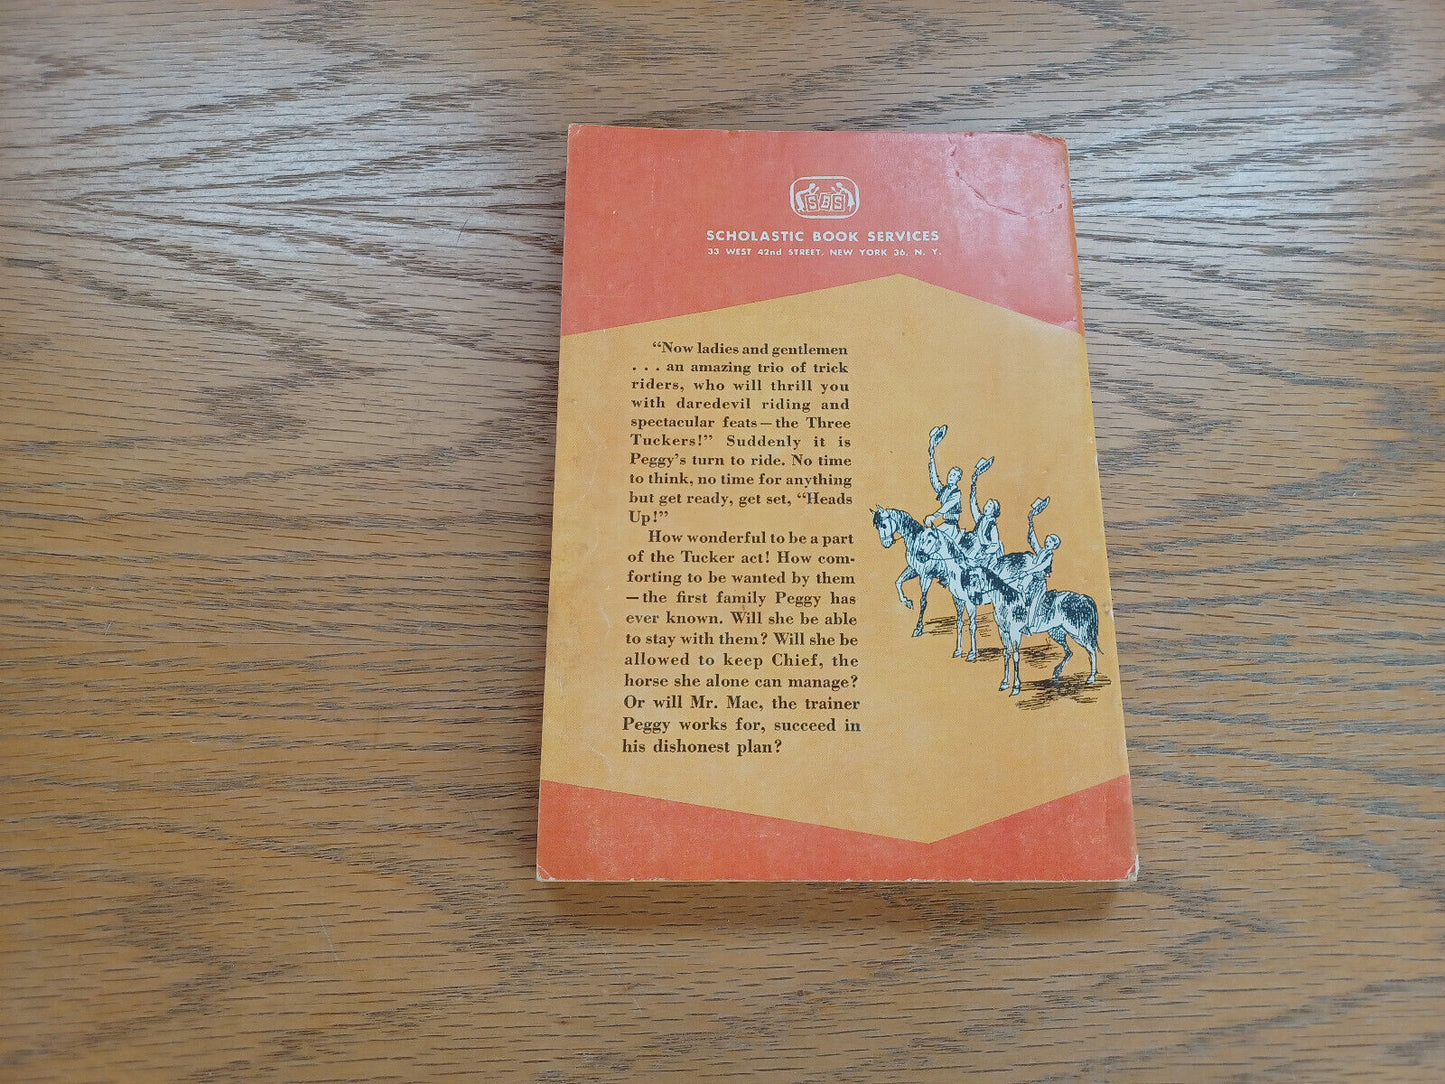 SBS
SCHOLASTIC BOOK SERVICES
33 WEST 42nd STREET, NEW YORK 36, N. Y.
“Now ladies and gentlemen
. . . an amazing trio of trick
riders, who will thrill you
with daredevil riding and
spectacular feats—the Three
Tuckers!” Suddenly it is
Peggy’s turn to ride. No time
to think, no time for anything
but get ready, get set, “Heads
Up!”
How wonderful to be a part
of the Tucker act! How com-
forting to be wanted by them
—the first family Peggy has
ever known. Will she be able
to stay with them? Will she be
allowed to keep Chief, the
horse she alone can manage?
Or will Mr. Mac, the trainer
Peggy works for, succeed in
his dishonest plan?